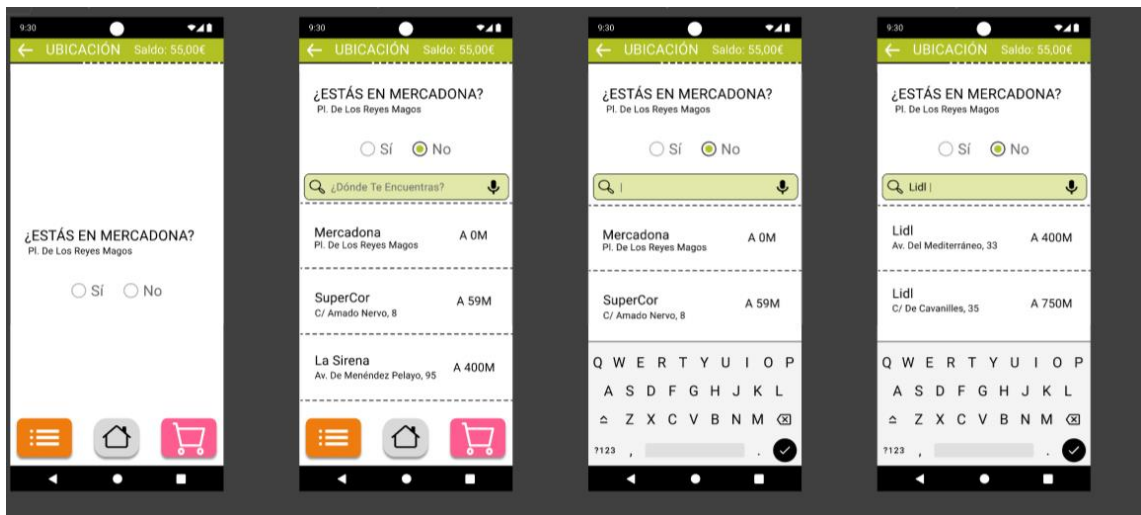 9:30
UBICACIÓN Saldo: 55,00€
¿ESTÁS EN MERCADONA?
Pl. De Los Reyes Magos
Sí No
9:30
UBICACIÓN Saldo: 55,00€
¿ESTÁS EN MERCADONA?
Pl. De Los Reyes Magos
Sí No
¿Dónde Te Encuentras?
Mercadona A 0M
Pl. De Los Reyes Magos
SuperCor A 59M
C/ Amado Nervo, 8
La Sirena A 400M
Av. De Menéndez Pelayo, 95
9:30
UBICACIÓN Saldo: 55,00€
¿ESTÁS EN MERCADONA?
Pl. De Los Reyes Magos
Sí No
Mercadona A 0M
Pl. De Los Reyes Magos
SuperCor A 59M
C/ Amado Nervo, 8
Q W E R T Y U I O P
A S D F G H J K L
Z X C V B N M
?123 , .
9:30
UBICACIÓN Saldo: 55,00€
¿ESTÁS EN MERCADONA?
Pl. De Los Reyes Magos
Sí No
Lidl
Lidl A 400M
Av. Del Mediterráneo, 33
Lidl A 750M
C/ De Cavanilles, 35
Q W E R T Y U I O P
A S D F G H J K L
Z X C V B N M
?123 , .